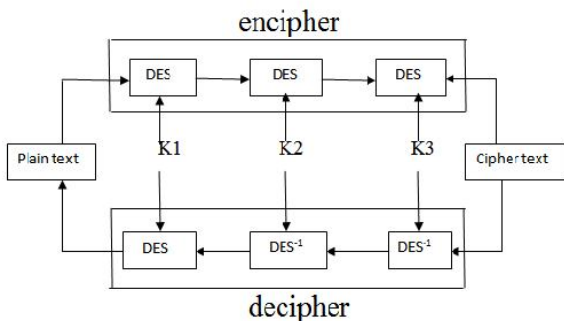 encipher
DES DES DES
Plain text K1 K2 K3 Cipher text
DES DES⁻¹ DES⁻¹
decipher